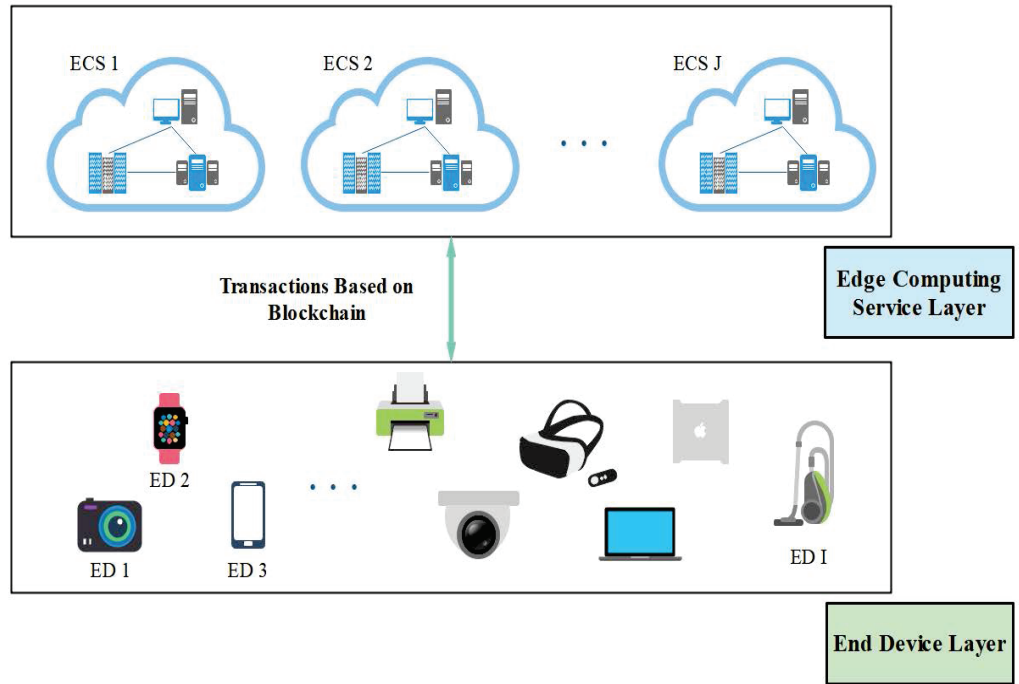 ECS 1
ECS 2
ECS J
. . .
Transactions Based on
Blockchain
Edge Computing
Service Layer
ED 2
. . .
ED 1
ED 3
ED I
End Device Layer